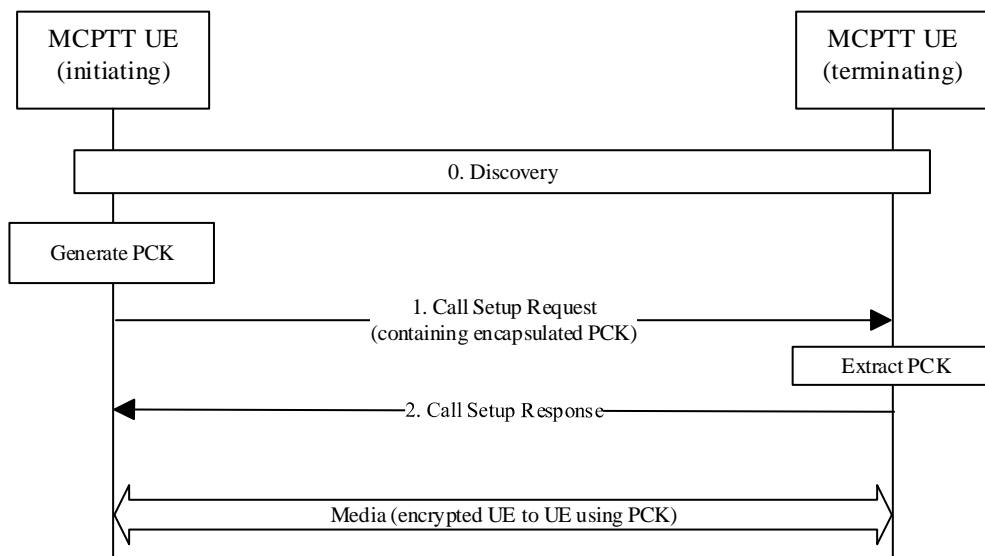 MCPTT UE
(initiating)
MCPTT UE
(terminating)
0. Discovery
Generate PCK
1. Call Setup Request
(containing encapsulated PCK)
Extract PCK
2. Call Setup Response
Media (encrypted UE to UE using PCK)